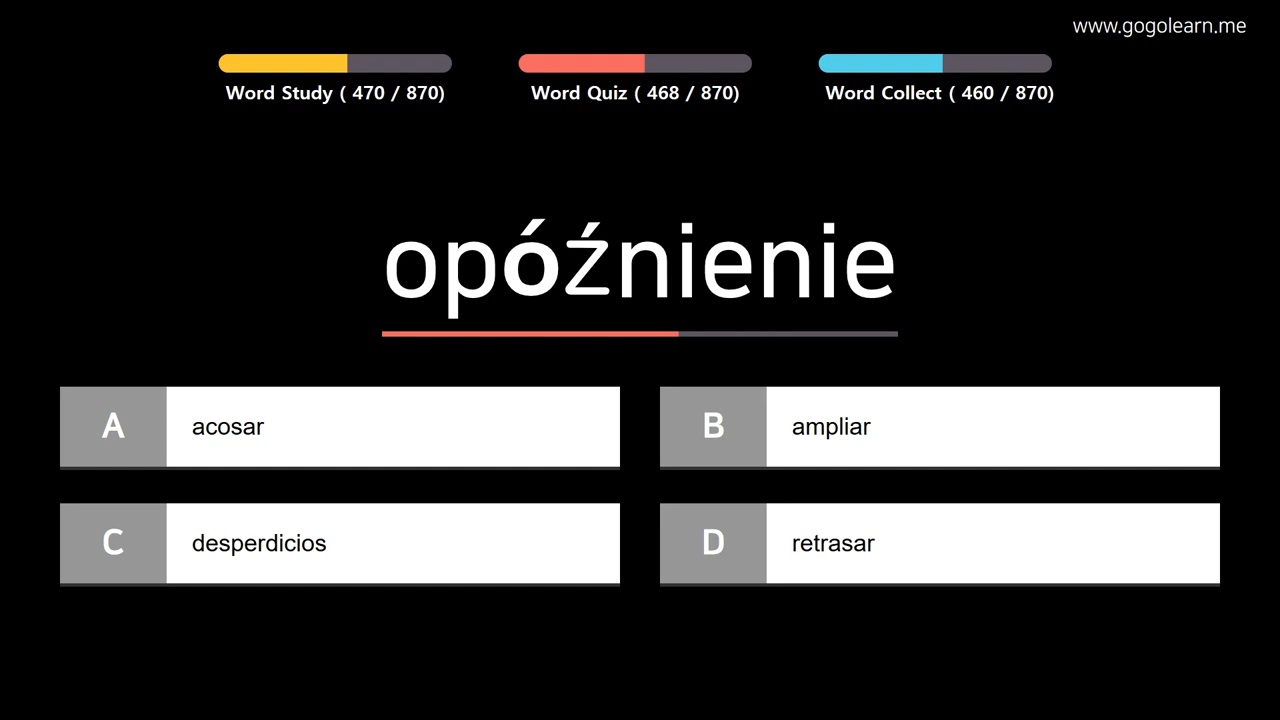 www.gogolearn.me
Word Study ( 470 / 870)
Word Quiz ( 468 / 870)
Word Collect ( 460 / 870)
opóźnienie
A acosar
B ampliar
C desperdicios
D retrasar